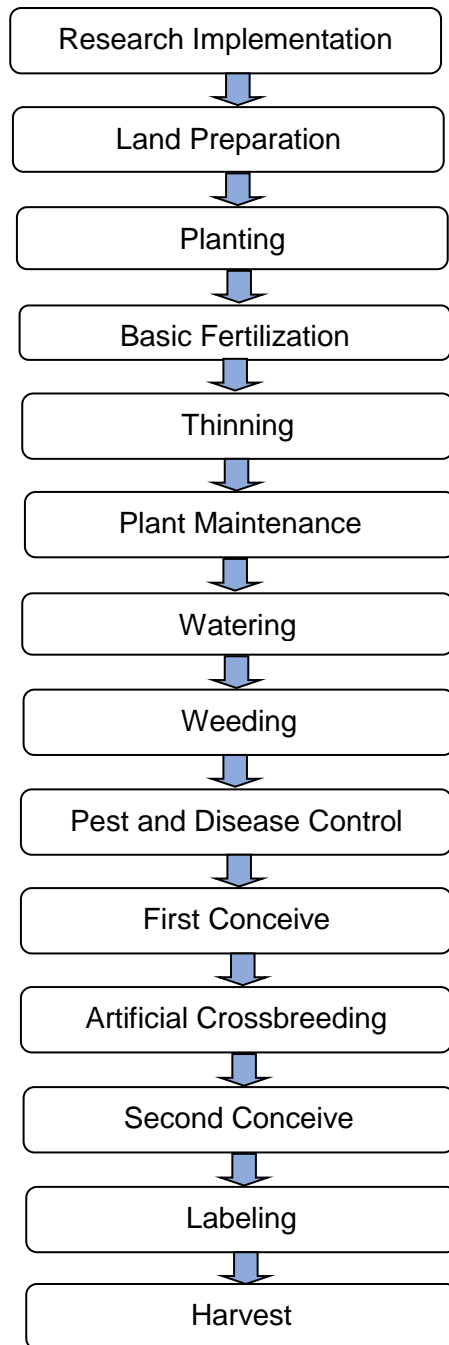 Research Implementation
Land Preparation
Planting
Basic Fertilization
Thinning
Plant Maintenance
Watering
Weeding
Pest and Disease Control
First Conceive
Artificial Crossbreeding
Second Conceive
Labeling
Harvest